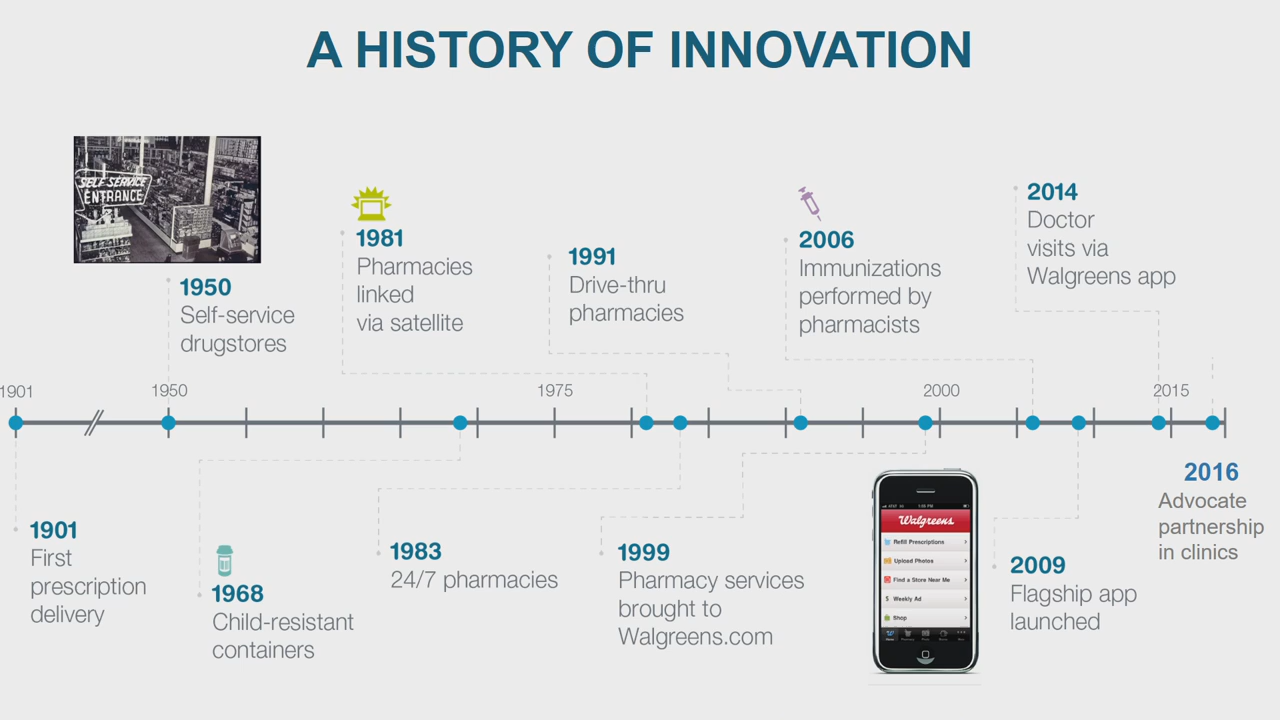 A HISTORY OF INNOVATION
SELF SERVICE
ENTRANCE
1950
Self-service
drugstores
1981
Pharmacies
linked
via satellite
1991
Drive-thru
pharmacies
2006
Immunizations
performed by
pharmacists
2014
Doctor
visits via
Walgreens app
1901
1950
1975
2000
2015
1901
First
prescription
delivery
1968
Child-resistant
containers
1983
24/7 pharmacies
1999
Pharmacy services
brought to
Walgreens.com
Walgreens
Refill Prescriptions
Upload Photos
Find a Store Near Me
Weekly Ad
Shop
2009
Flagship app
launched
2016
Advocate
partnership
in clinics